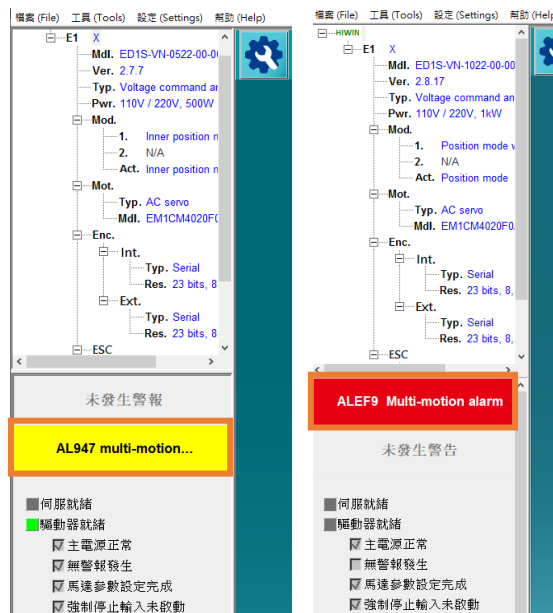 檔案 (File) 工具 (Tools) 設定 (Settings) 幫助 (Help)
E1 X
Mdl. ED1S-VN-0522-00-0
Ver. 2.7.7
Typ. Voltage command ar
Pwr. 110V / 220V, 500W
Mod.
1. Inner position n
2. N/A
Act. Inner position n
Mot.
Typ. AC servo
Mdl. EM1CM4020F0
Enc.
Int.
Typ. Serial
Res. 23 bits, 8
Ext.
Typ. Serial
Res. 23 bits, 8
ESC
未發生警報
AL947 multi-motion...
伺服就緒
驅動器就緒
主電源正常
無警報發生
馬達參數設定完成
強制停止輸入未啟動
檔案 (File) 工具 (Tools) 設定 (Settings) 幫助 (Help
HIWIN
E1 X
Mdl. ED1S-VN-1022-00-00
Ver. 2.8.17
Typ. Voltage command an
Pwr. 110V / 220V, 1kW
Mod.
1. Position mode v
2. N/A
Act. Position mode
Mot.
Typ. AC servo
Mdl. EM1CM4020F0.
Enc.
Int.
Typ. Serial
Res. 23 bits, 8,
Ext.
Typ. Serial
Res. 23 bits, 8,
ESC
ALEF9 Multi-motion alarm
未發生警告
伺服就緒
驅動器就緒
主電源正常
無警報發生
馬達參數設定完成
強制停止輸入未啟動